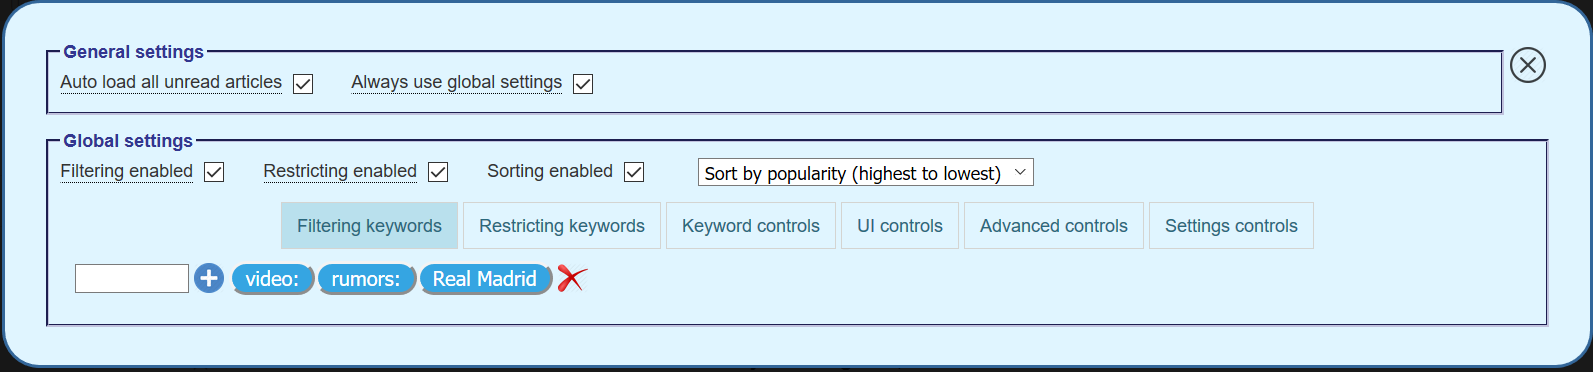 General settings
Auto load all unread articles Always use global settings
Global settings
Filtering enabled Restricting enabled Sorting enabled Sort by popularity (highest to lowest)
Filtering keywords Restricting keywords Keyword controls UI controls Advanced controls Settings controls
video: rumors: Real Madrid